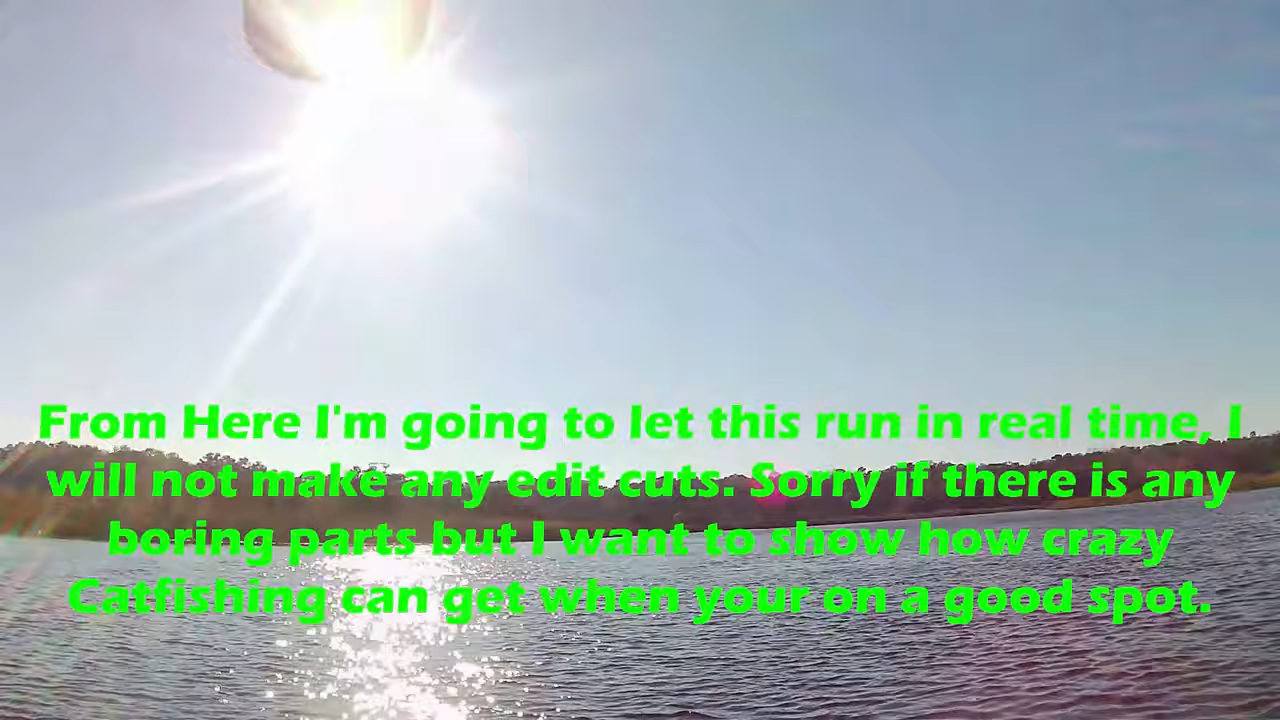 From Here I'm going to let this run in real time, I
will not make any edit cuts. Sorry if there is any
boring parts but I want to show how crazy
Catfishing can get when your on a good spot.